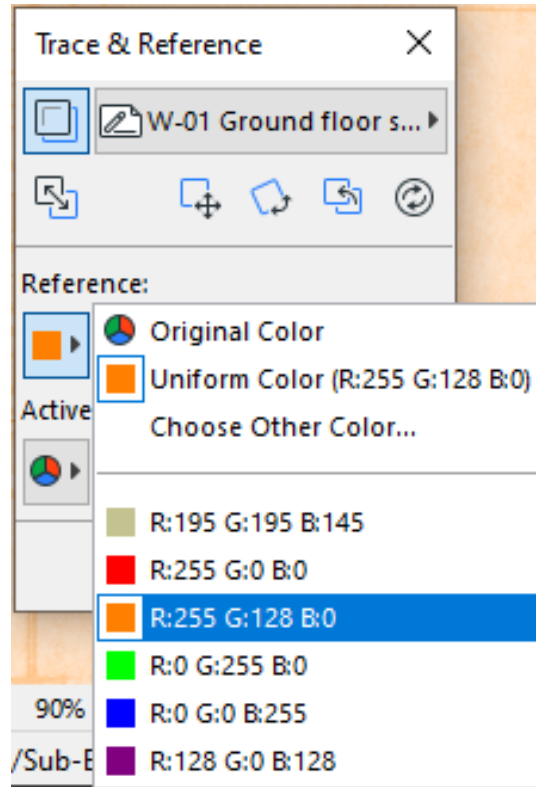 Trace & Reference
W-01 Ground floor s...
Reference:
Original Color
Uniform Color (R:255 G:128 B:0)
Active
Choose Other Color...
R:195 G:195 B:145
R:255 G:0 B:0
R:255 G:128 B:0
R:0 G:255 B:0
90%
R:0 G:0 B:255
/Sub-E
R:128 G:0 B:128